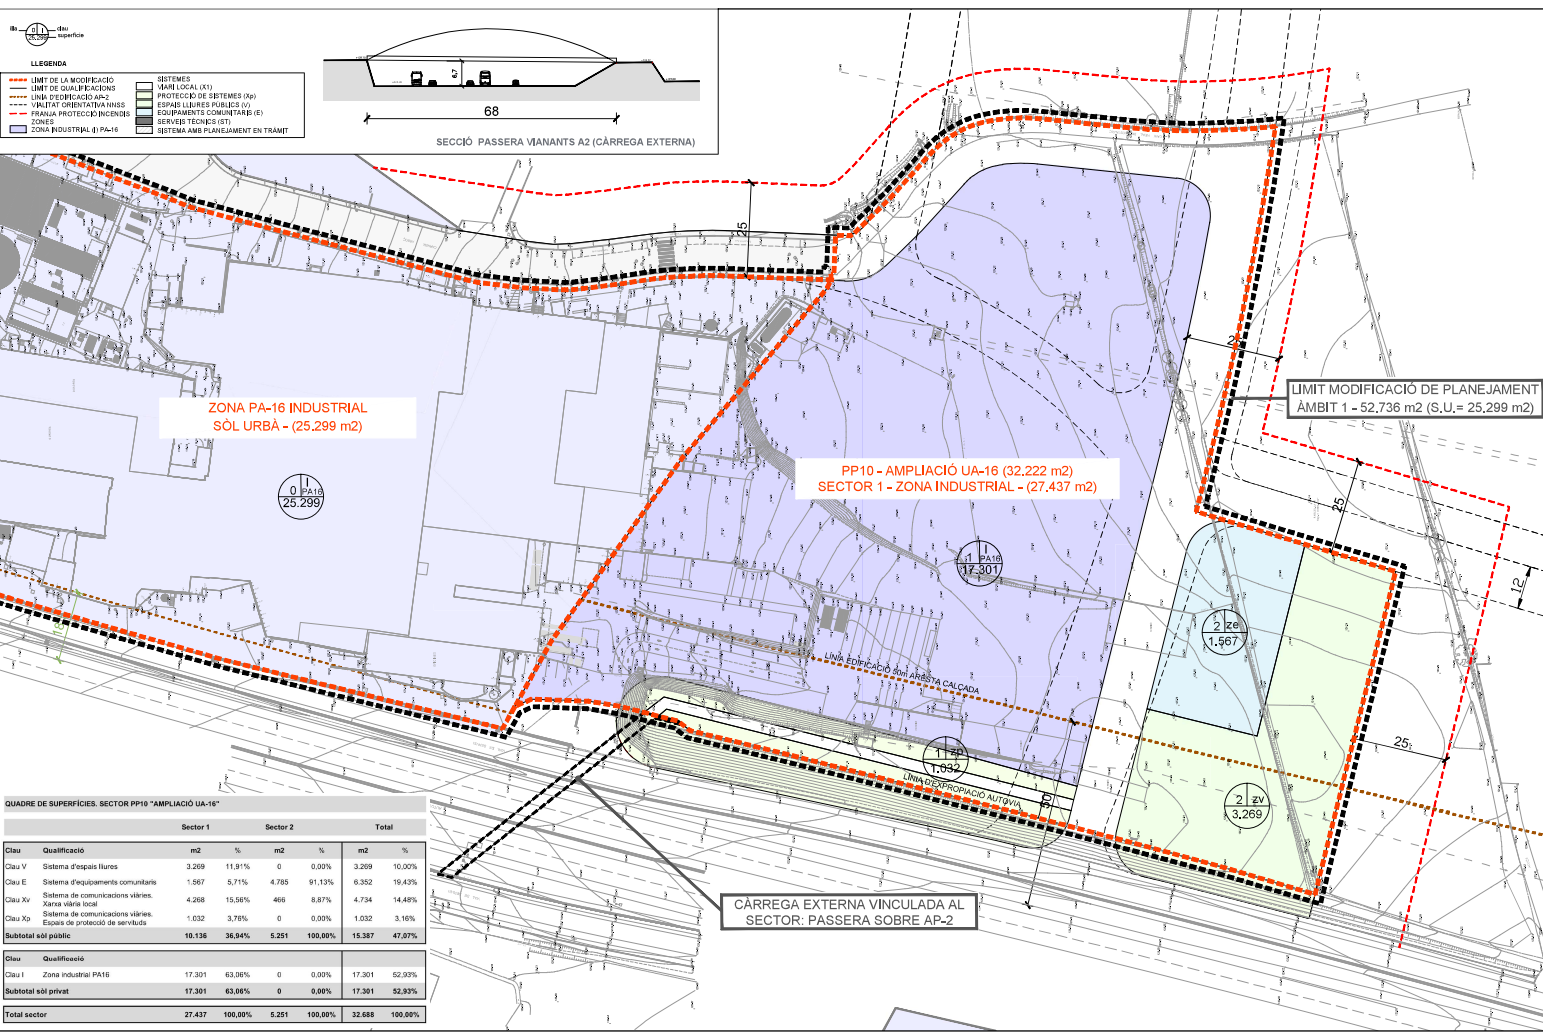 illa
0 I
25.299
clau
superfície
LLEGENDA
LÍMIT DE LA MODIFICACIÓ
LÍMIT DE QUALIFICACIONS
LÍNIA D'EDIFICACIÓ AP-2
VIALITAT ORIENTATIVA NNSS
FRANJA PROTECCIÓ INCENDIS
ZONES
ZONA INDUSTRIAL (I) PA-16
SISTEMES
VIARI LOCAL (X1)
PROTECCIÓ DE SISTEMES (Xp)
ESPAIS LLIURES PÚBLICS (V)
EQUIPAMENTS COMUNITARIS (E)
SERVEIS TÈCNICS (ST)
SISTEMA AMB PLANEJAMENT EN TRÀMIT
6,7
68
SECCIÓ PASSERA VIANANTS A2 (CÀRREGA EXTERNA)
25
ZONA PA-16 INDUSTRIAL
SÒL URBÀ - (25.299 m2)
0 I
PA16
25.299
LIMIT MODIFICACIÓ DE PLANEJAMENT
ÀMBIT 1 - 52.736 m2 (S.U.= 25.299 m2)
PP10 - AMPLIACIÓ UA-16 (32.222 m2)
SECTOR 1 - ZONA INDUSTRIAL - (27.437 m2)
25
1 I
PA16
17.301
12
2 ze
1.567
LÍNIA EDIFICACIÓ 50m ARESTA CALÇADA
25
1 zp
1.032
LÍNIA D'EXPROPIACIÓ AUTOVIA
50
2 zv
3.269
CÀRREGA EXTERNA VINCULADA AL
SECTOR: PASSERA SOBRE AP-2
QUADRE DE SUPERFÍCIES. SECTOR PP10 "AMPLIACIÓ UA-16"
Sector 1 Sector 2 Total
Clau Qualificació m2 % m2 % m2 %
Clau V Sistema d'espais lliures 3.269 11,91% 0 0,00% 3.269 10,00%
Clau E Sistema d'equipaments comunitaris 1.567 5,71% 4.785 91,13% 6.352 19,43%
Clau Xv Sistema de comunicacions viàries. Xarxa viària local 4.268 15,56% 466 8,87% 4.734 14,48%
Clau Xp Sistema de comunicacions viàries. Espais de protecció de servituds 1.032 3,76% 0 0,00% 1.032 3,16%
Subtotal sòl públic 10.136 36,94% 5.251 100,00% 15.387 47,07%
Clau Qualificació
Clau I Zona industrial PA16 17.301 63,06% 0 0,00% 17.301 52,93%
Subtotal sòl privat 17.301 63,06% 0 0,00% 17.301 52,93%
Total sector 27.437 100,00% 5.251 100,00% 32.688 100,00%